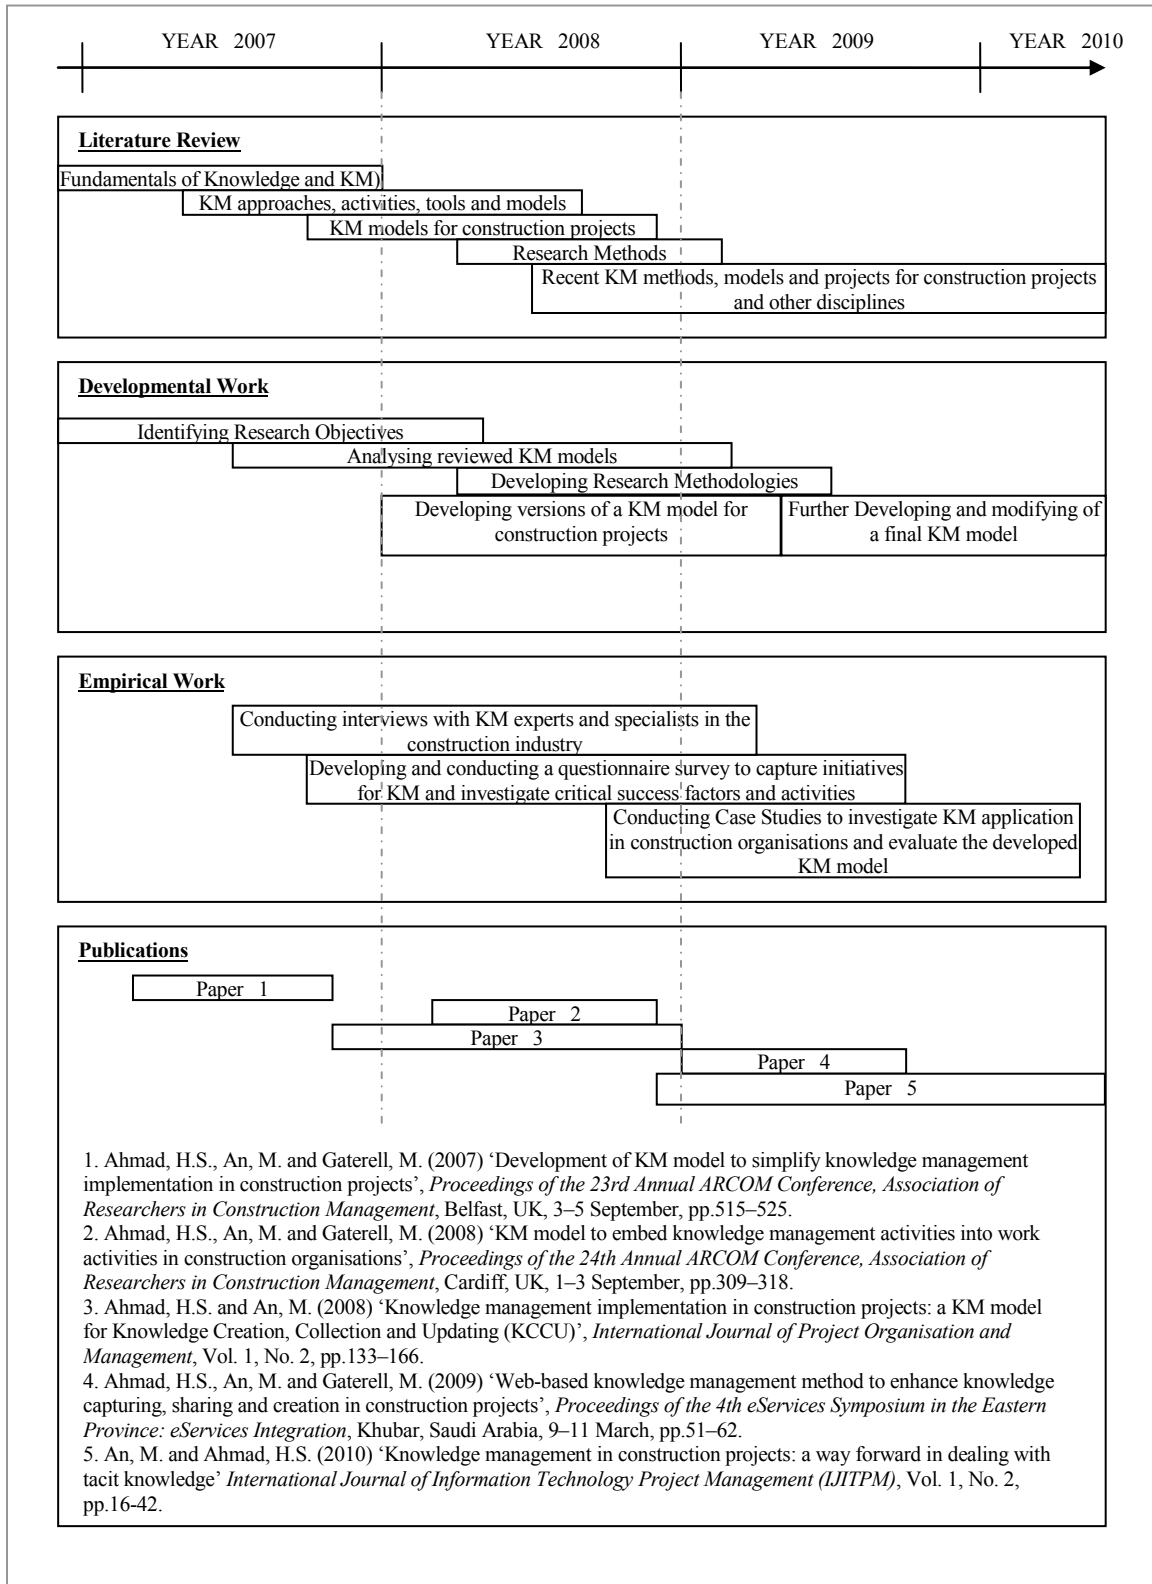 YEAR 2007 YEAR 2008 YEAR 2009 YEAR 2010
Literature Review
Fundamentals of Knowledge and KM)
KM approaches, activities, tools and models
KM models for construction projects
Research Methods
Recent KM methods, models and projects for construction projects
and other disciplines
Developmental Work
Identifying Research Objectives
Analysing reviewed KM models
Developing Research Methodologies
Developing versions of a KM model for
construction projects
Further Developing and modifying of
a final KM model
Empirical Work
Conducting interviews with KM experts and specialists in the
construction industry
Developing and conducting a questionnaire survey to capture initiatives
for KM and investigate critical success factors and activities
Conducting Case Studies to investigate KM application
in construction organisations and evaluate the developed
KM model
Publications
Paper 1
Paper 2
Paper 3
Paper 4
Paper 5
1. Ahmad, H.S., An, M. and Gaterell, M. (2007) ‘Development of KM model to simplify knowledge management
implementation in construction projects’, Proceedings of the 23rd Annual ARCOM Conference, Association of
Researchers in Construction Management, Belfast, UK, 3–5 September, pp.515–525.
2. Ahmad, H.S., An, M. and Gaterell, M. (2008) ‘KM model to embed knowledge management activities into work
activities in construction organisations’, Proceedings of the 24th Annual ARCOM Conference, Association of
Researchers in Construction Management, Cardiff, UK, 1–3 September, pp.309–318.
3. Ahmad, H.S. and An, M. (2008) ‘Knowledge management implementation in construction projects: a KM model
for Knowledge Creation, Collection and Updating (KCCU)’, International Journal of Project Organisation and
Management, Vol. 1, No. 2, pp.133–166.
4. Ahmad, H.S., An, M. and Gaterell, M. (2009) ‘Web-based knowledge management method to enhance knowledge
capturing, sharing and creation in construction projects’, Proceedings of the 4th eServices Symposium in the Eastern
Province: eServices Integration, Khubar, Saudi Arabia, 9–11 March, pp.51–62.
5. An, M. and Ahmad, H.S. (2010) ‘Knowledge management in construction projects: a way forward in dealing with
tacit knowledge’ International Journal of Information Technology Project Management (IJITPM), Vol. 1, No. 2,
pp.16-42.